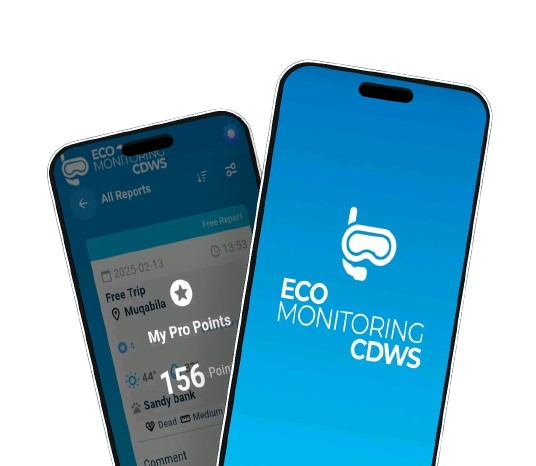 ECO
MONITORING
CDWS
All Reports
Free Report
2025-02-13
13:53
Free Trip
Muqabila
4
My Pro Points
44°
156 Points
Sandy bank
Dead
Medium
Comment
ECO
MONITORING
CDWS